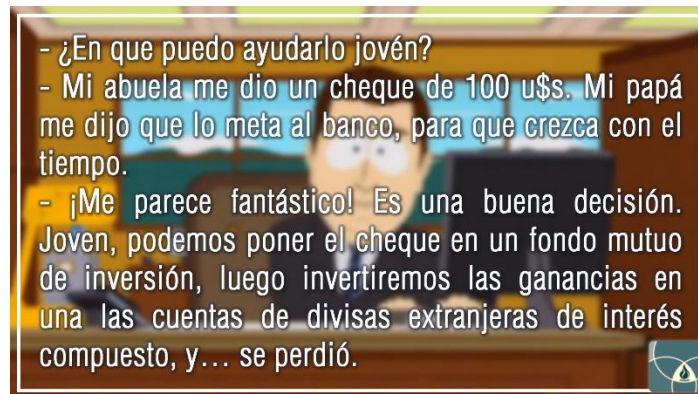 - ¿En que puedo ayudarlo jovén?
- Mi abuela me dio un cheque de 100 u$s. Mi papá
me dijo que lo meta al banco, para que crezca con el
tiempo.
- ¡Me parece fantástico! Es una buena decisión.
Joven, podemos poner el cheque en un fondo mutuo
de inversión, luego invertiremos las ganancias en
una las cuentas de divisas extranjeras de interés
compuesto, y… se perdió.